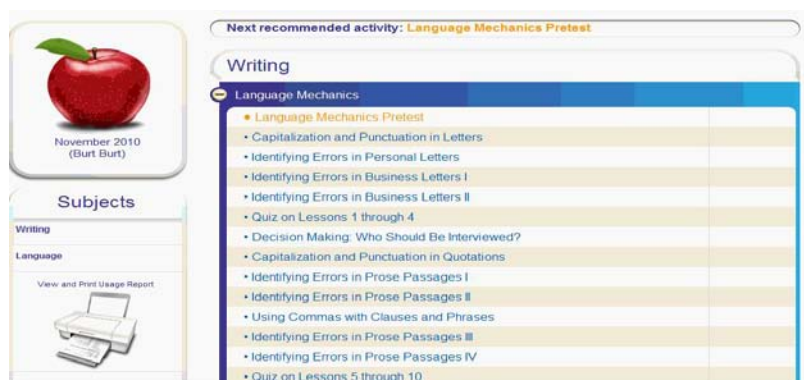 Next recommended activity: Language Mechanics Pretest
November 2010
(Burt Burt)
Subjects
Writing
Language
View and Print Usage Report
Writing
Language Mechanics
• Language Mechanics Pretest
• Capitalization and Punctuation in Letters
• Identifying Errors in Personal Letters
• Identifying Errors in Business Letters I
• Identifying Errors in Business Letters II
• Quiz on Lessons 1 through 4
• Decision Making: Who Should Be Interviewed?
• Capitalization and Punctuation in Quotations
• Identifying Errors in Prose Passages I
• Identifying Errors in Prose Passages II
• Using Commas with Clauses and Phrases
• Identifying Errors in Prose Passages III
• Identifying Errors in Prose Passages IV
• Quiz on Lessons 5 through 10